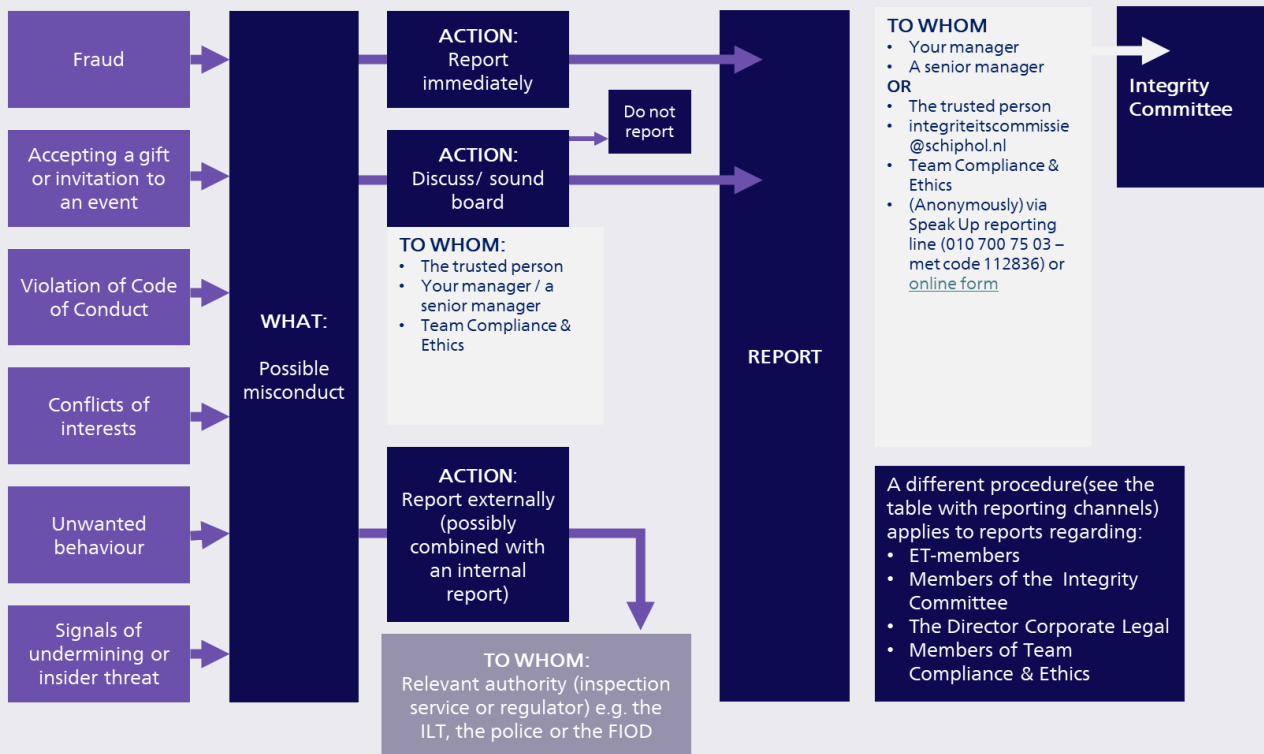 Fraud
Accepting a gift
or invitation to
an event
Violation of Code
of Conduct
Conflicts of
interests
Unwanted
behaviour
Signals of
undermining or
insider threat
WHAT:
Possible
misconduct
ACTION:
Report
immediately
Do not
report
ACTION:
Discuss/ sound
board
TO WHOM:
• The trusted person
• Your manager / a
senior manager
• Team Compliance &
Ethics
ACTION:
Report externally
(possibly
combined with
an internal
report)
TO WHOM:
Relevant authority (inspection
service or regulator) e.g. the
ILT, the police or the FIOD
REPORT
TO WHOM
• Your manager
• A senior manager
OR
• The trusted person
• integriteitscommissie
@schiphol.nl
• Team Compliance &
Ethics
• (Anonymously) via
Speak Up reporting
line (010 700 75 03 –
met code 112836) or
online form
Integrity
Committee
A different procedure(see the
table with reporting channels)
applies to reports regarding:
• ET-members
• Members of the Integrity
Committee
• The Director Corporate Legal
• Members of Team
Compliance & Ethics